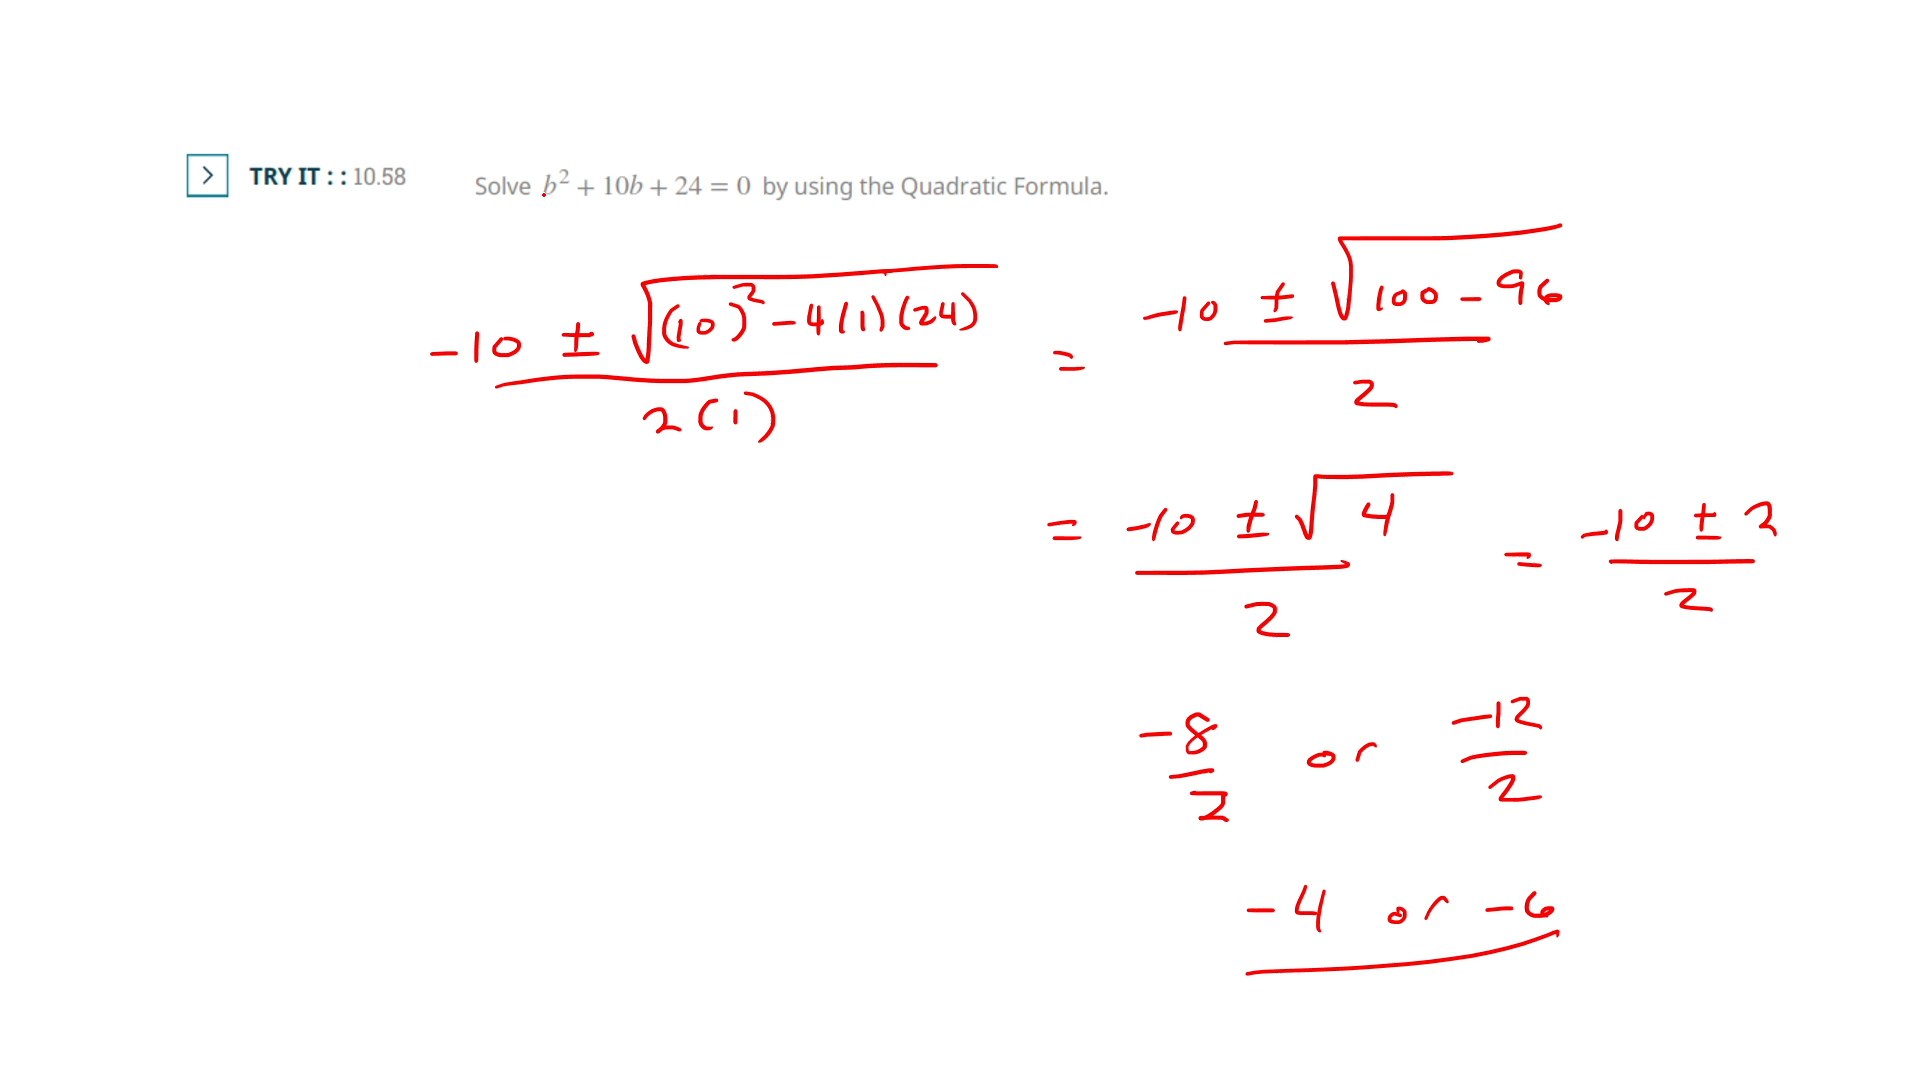 TRY IT : : 10.58 Solve b² + 10b + 24 = 0 by using the Quadratic Formula.
-10 ± √((10)² - 4(1)(24)) / 2(1) = -10 ± √(100 - 96) / 2
= -10 ± √4 / 2 = -10 ± 2 / 2
-8/2 or -12/2
-4 or -6